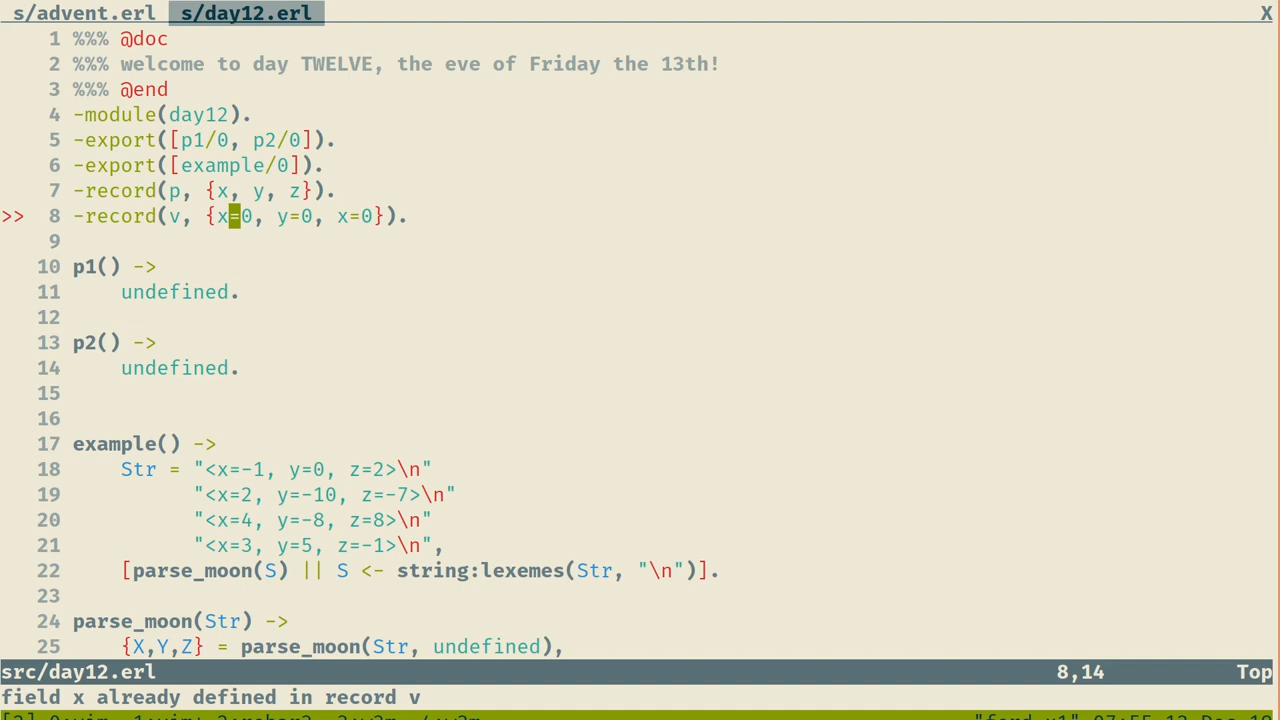 s/advent.erl s/day12.erl X
1 %%% @doc
2 %%% welcome to day TWELVE, the eve of Friday the 13th!
3 %%% @end
4 -module(day12).
5 -export([p1/0, p2/0]).
6 -export([example/0]).
7 -record(p, {x, y, z}).
>> 8 -record(v, {x=0, y=0, x=0}).
9
10 p1() ->
11     undefined.
12
13 p2() ->
14     undefined.
15
16
17 example() ->
18     Str = "<x=-1, y=0, z=2>\n"
19           "<x=2, y=-10, z=-7>\n"
20           "<x=4, y=-8, z=8>\n"
21           "<x=3, y=5, z=-1>\n",
22     [parse_moon(S) || S <- string:lexemes(Str, "\n")].
23
24 parse_moon(Str) ->
25     {X,Y,Z} = parse_moon(Str, undefined),
src/day12.erl 8,14 Top
field x already defined in record v